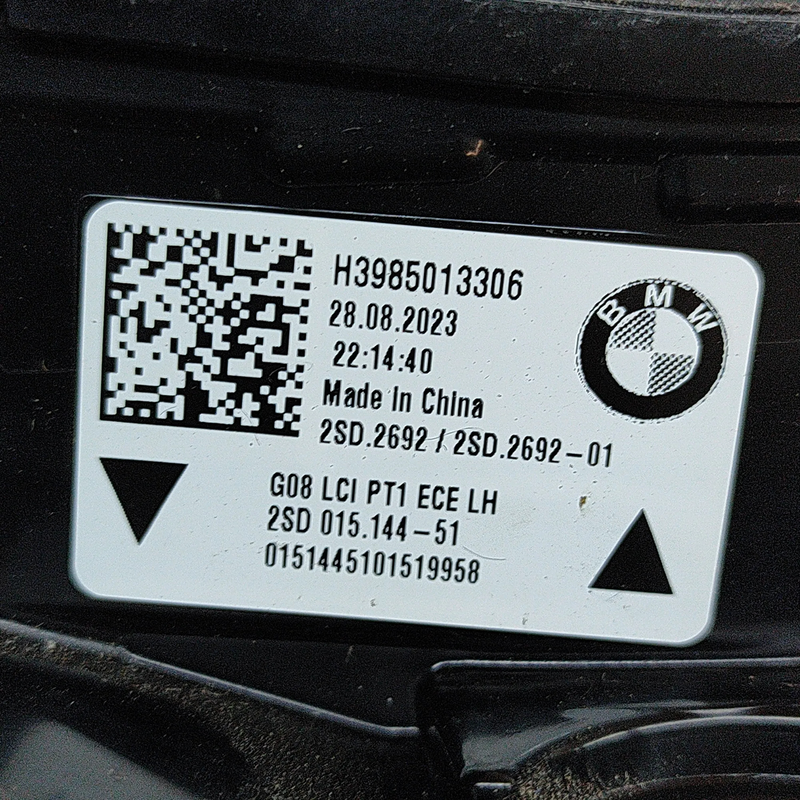 H3985013306
28.08.2023
22:14:40
Made In China
2SD.2692 / 2SD.2692-01
BMW
G08 LCI PT1 ECE LH
2SD 015.144-51
0151445101519958